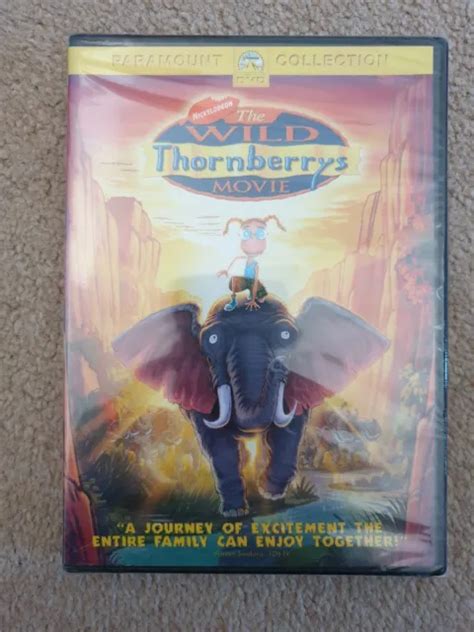 PARAMOUNT COLLECTION
NICKELODEON
The
WILD
Thornberrys
MOVIE
"A JOURNEY OF EXCITEMENT THE
ENTIRE FAMILY CAN ENJOY TOGETHER!"